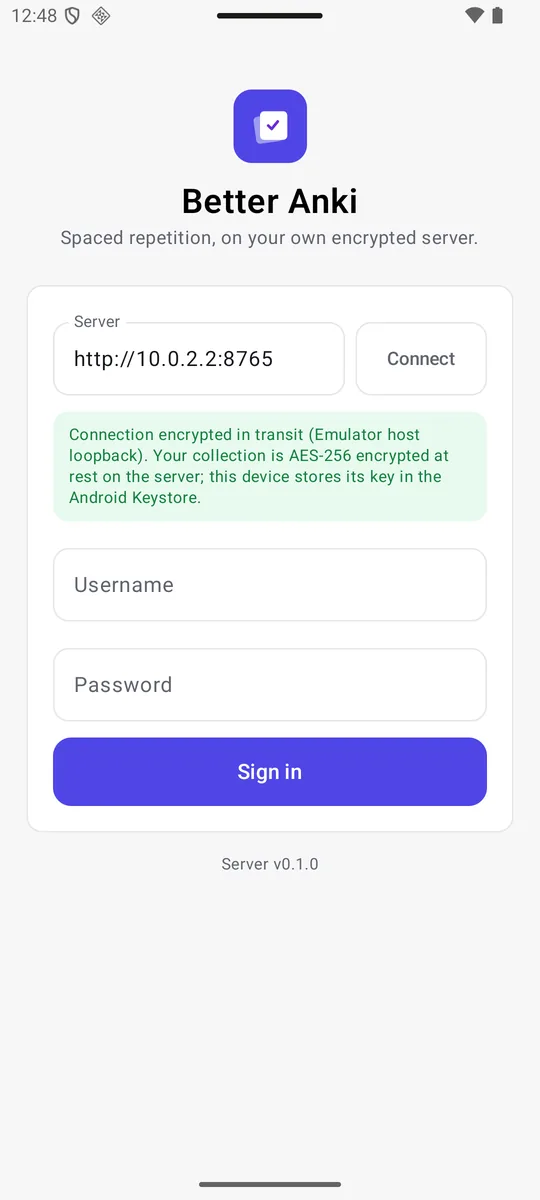 12:48
Better Anki
Spaced repetition, on your own encrypted server.
Server
http://10.0.2.2:8765
Connect
Connection encrypted in transit (Emulator host
loopback). Your collection is AES-256 encrypted at
rest on the server; this device stores its key in the
Android Keystore.
Username
Password
Sign in
Server v0.1.0